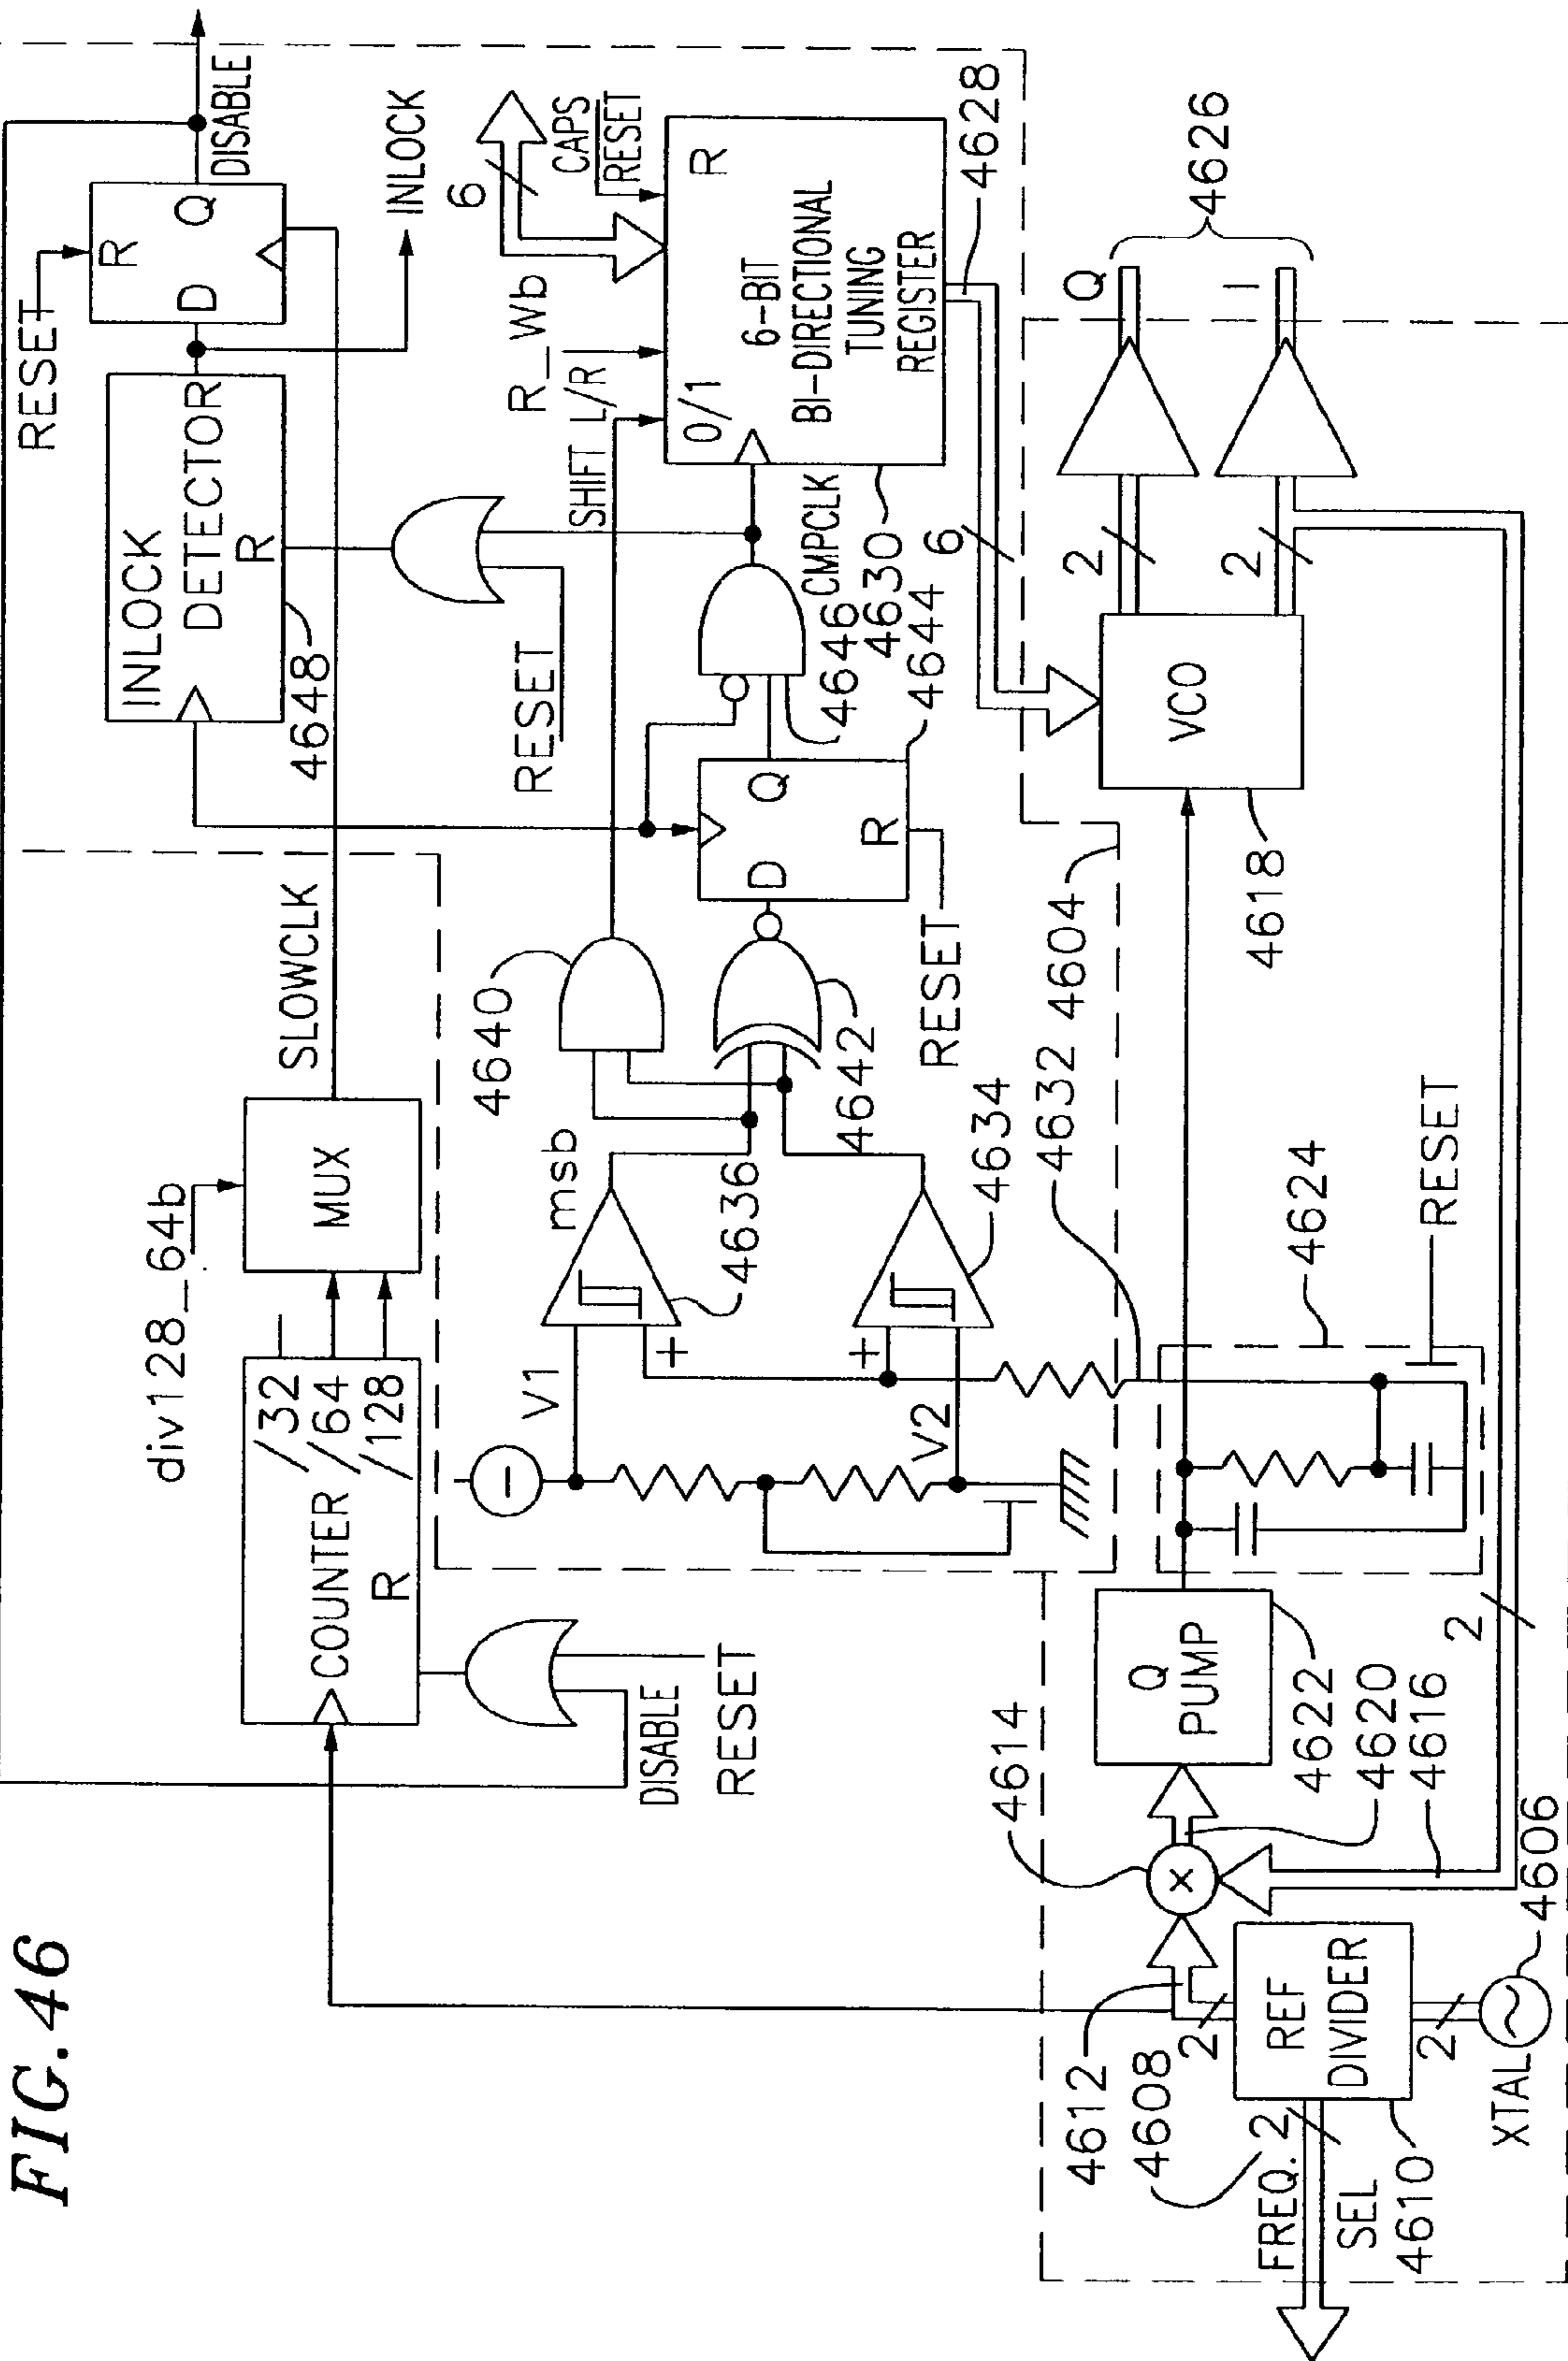 FIG. 46
RESET
R
D
Q
DISABLE
INLOCK
DETECTOR
R
4648
INLOCK
RESET
SLOWCLK
div128_64b
MUX
COUNTER
/32
/64
/128
R
DISABLE
RESET
6
CAPS
RESET
R_Wb
SHIFT L/R
0/1
R
6-BIT
BI-DIRECTIONAL
TUNING
REGISTER
CMPCLK
4646
4630
4644
6
4628
4640
msb
V1
4636
+
4642
D
Q
R
RESET
+
V2
4634
4632
4604
4614
Q
PUMP
4622
4620
4616
4624
RESET
VCO
4618
2
2
Q
I
4626
2
4612
4608
2
REF
DIVIDER
FREQ.
SEL
2
4610
2
XTAL
4606